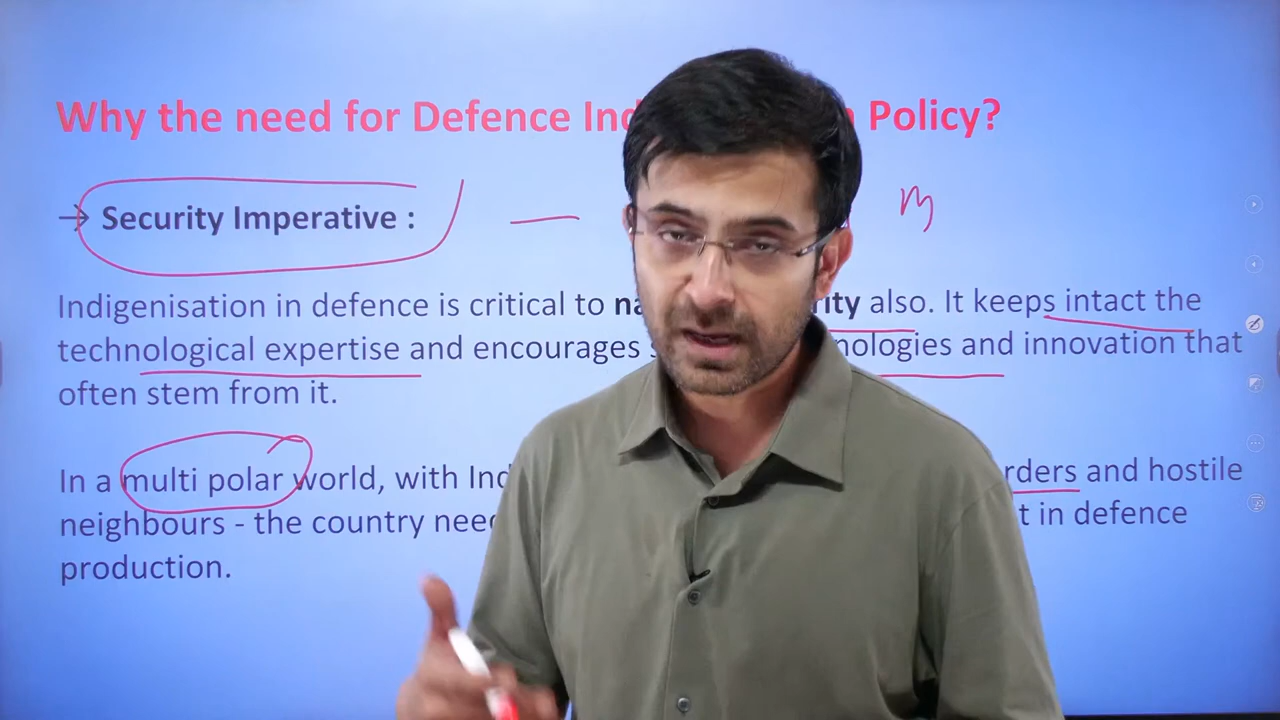 Why the need for Defence Ind Policy?
→ Security Imperative :
Indigenisation in defence is critical to na ity also. It keeps intact the
technological expertise and encourages nologies and innovation that
often stem from it.
In a multi polar world, with Ind rders and hostile
neighbours - the country nee t in defence
production.